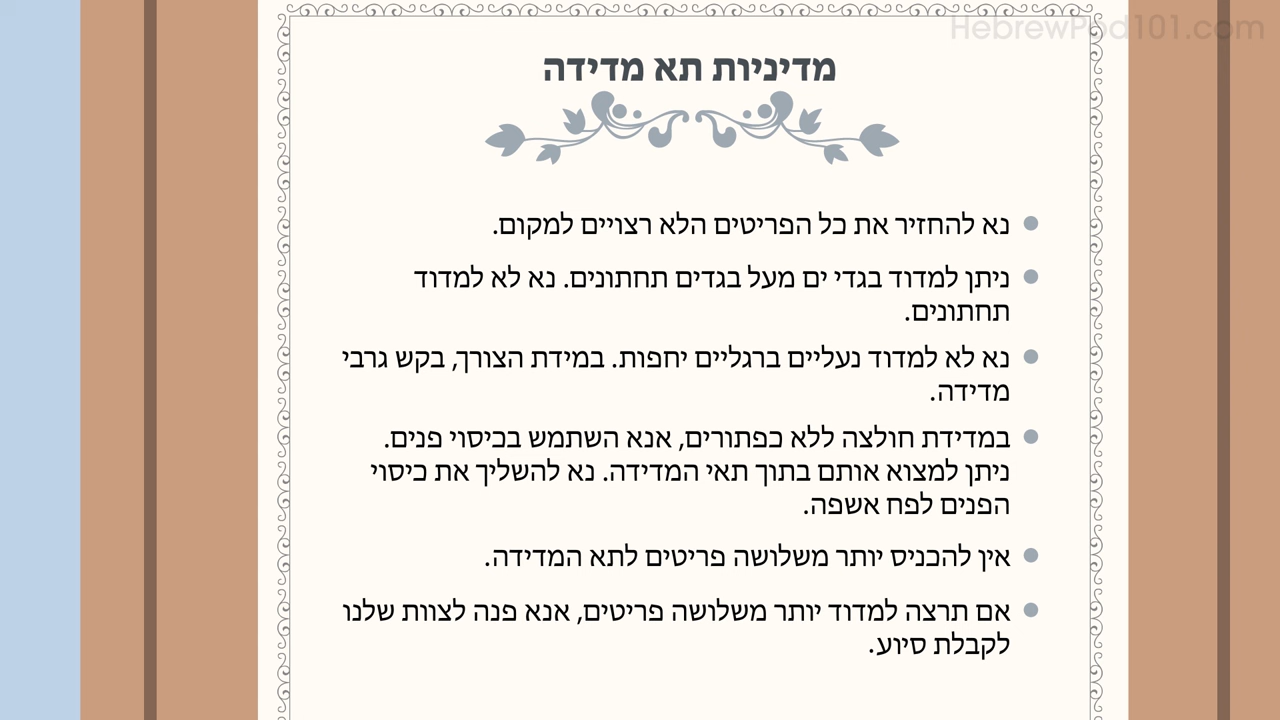 HebrewPod101.com
מדיניות תא מדידה
נא להחזיר את כל הפריטים הלא רצויים למקום.
ניתן למדוד בגדי ים מעל בגדים תחתונים. נא לא למדוד
תחתונים.
נא לא למדוד נעליים ברגליים יחפות. במידת הצורך, בקש גרבי
מדידה.
במדידת חולצה ללא כפתורים, אנא השתמש בכיסוי פנים.
ניתן למצוא אותם בתוך תאי המדידה. נא להשליך את כיסוי
הפנים לפח אשפה.
אין להכניס יותר משלושה פריטים לתא המדידה.
אם תרצה למדוד יותר משלושה פריטים, אנא פנה לצוות שלנו
לקבלת סיוע.